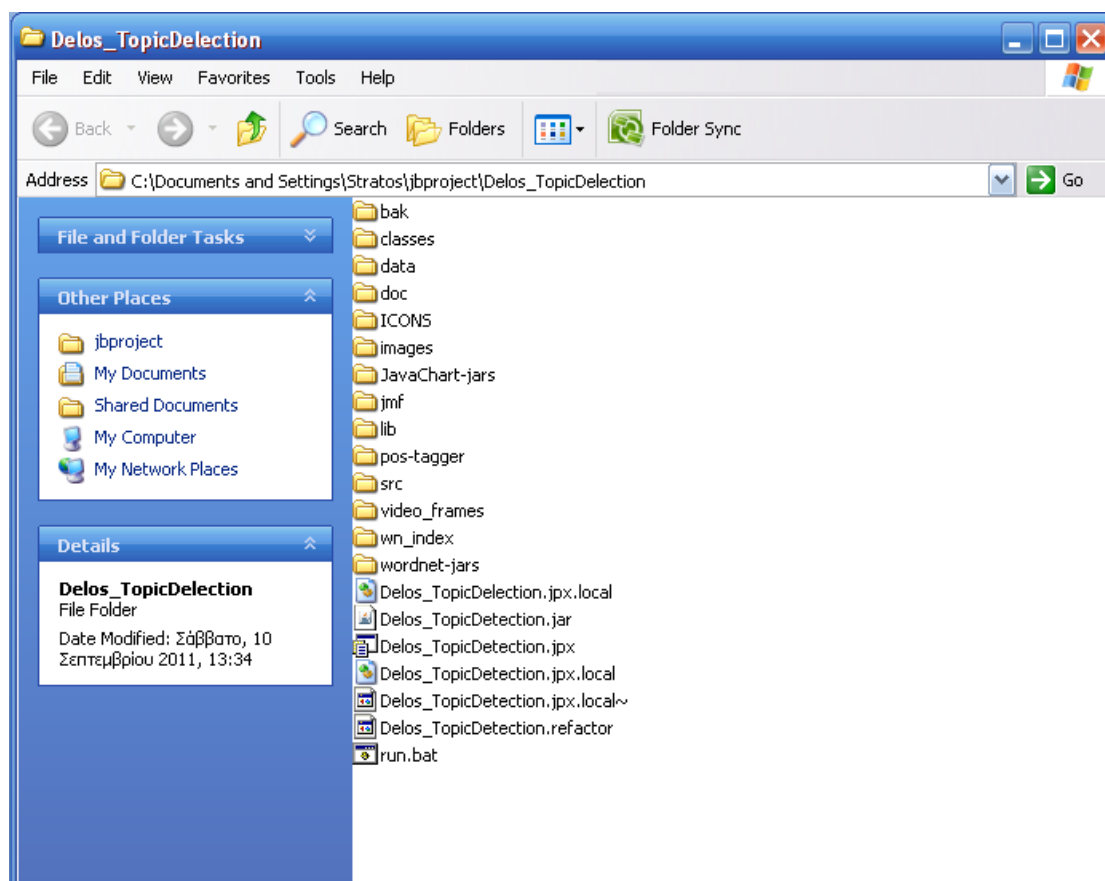 Delos_TopicDelection
File Edit View Favorites Tools Help
Back Search Folders Folder Sync
Address C:\Documents and Settings\Stratos\jbproject\Delos_TopicDelection Go
File and Folder Tasks
Other Places
jbproject
My Documents
Shared Documents
My Computer
My Network Places
Details
Delos_TopicDelection
File Folder
Date Modified: Σάββατο, 10
Σεπτεμβρίου 2011, 13:34
bak
classes
data
doc
ICONS
images
JavaChart-jars
jmf
lib
pos-tagger
src
video_frames
wn_index
wordnet-jars
Delos_TopicDelection.jpx.local
Delos_TopicDetection.jar
Delos_TopicDetection.jpx
Delos_TopicDetection.jpx.local
Delos_TopicDetection.jpx.local~
Delos_TopicDetection.refactor
run.bat